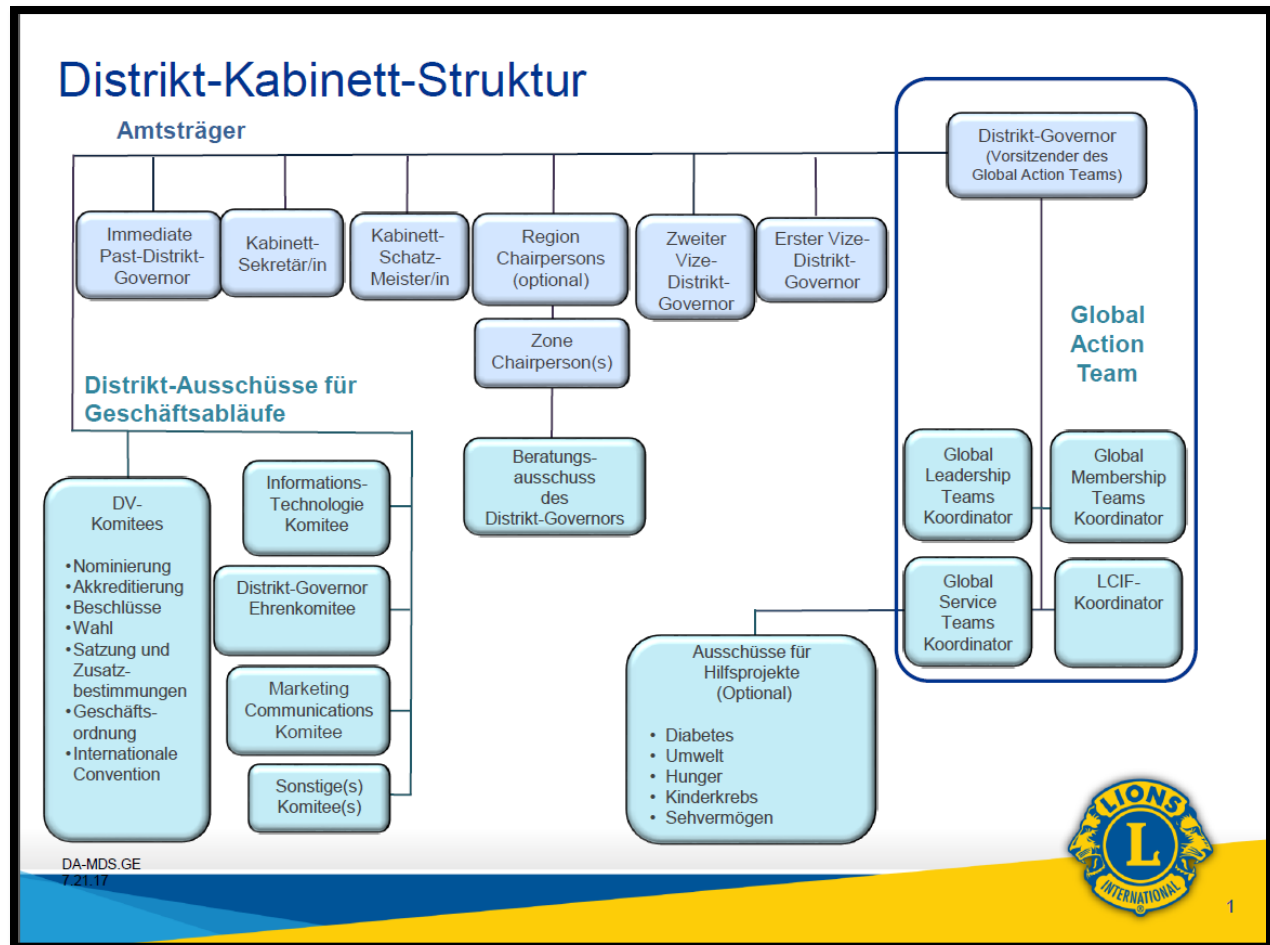 Distrikt-Kabinett-Struktur
Amtsträger
Distrikt-Governor
(Vorsitzender des
Global Action Teams)
Immediate
Past-Distrikt-
Governor
Kabinett-
Sekretär/in
Kabinett-
Schatz-
Meister/in
Region
Chairpersons
(optional)
Zweiter
Vize-
Distrikt-
Governor
Erster Vize-
Distrikt-
Governor
Zone
Chairperson(s)
Global
Action
Team
Distrikt-Ausschüsse für
Geschäftsabläufe
Beratungs-
ausschuss
des
Distrikt-Governors
Global
Leadership
Teams
Koordinator
Global
Membership
Teams
Koordinator
Global
Service
Teams
Koordinator
LCIF-
Koordinator
DV-
Komitees
•Nominierung
•Akkreditierung
•Beschlüsse
•Wahl
•Satzung und
Zusatz-
bestimmungen
•Geschäfts-
ordnung
•Internationale
Convention
Informations-
Technologie
Komitee
Distrikt-Governor
Ehrenkomitee
Marketing
Communications
Komitee
Sonstige(s)
Komitee(s)
Ausschüsse für
Hilfsprojekte
(Optional)
• Diabetes
• Umwelt
• Hunger
• Kinderkrebs
• Sehvermögen
DA-MDS.GE
7.21.17
LIONS
L
INTERNATIONAL
®
1